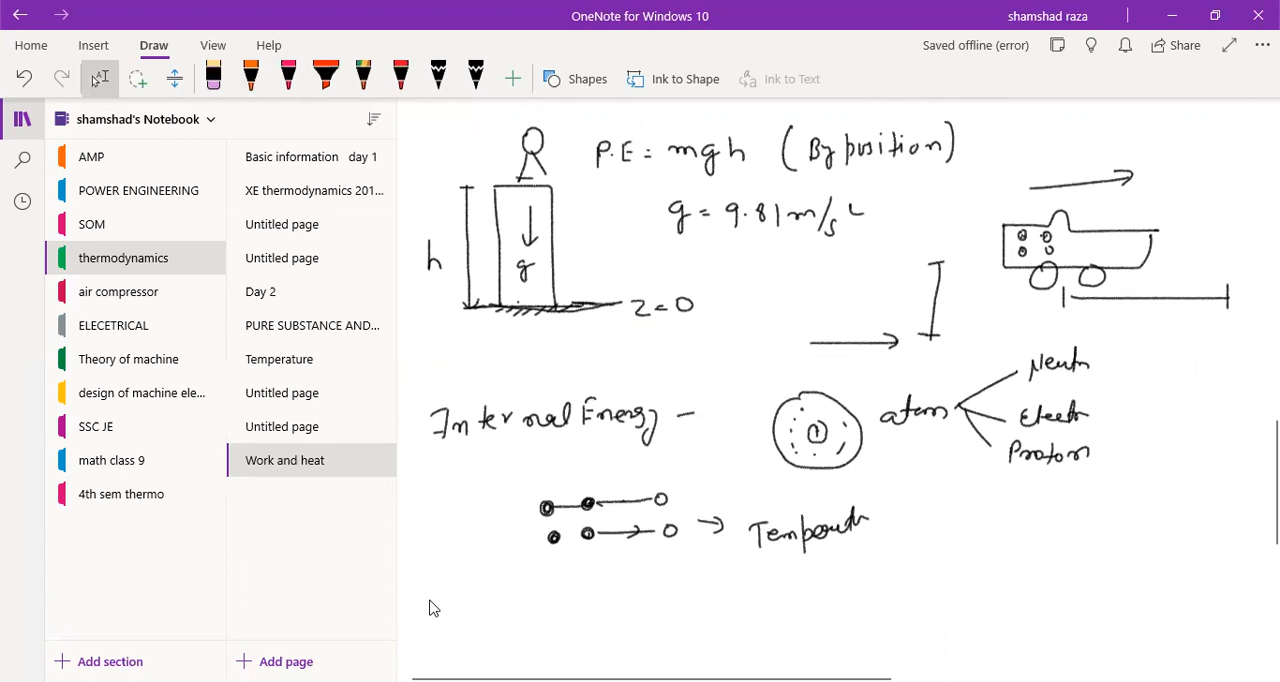 OneNote for Windows 10
shamshad raza
Home Insert Draw View Help
Saved offline (error) Share
Shapes Ink to Shape Ink to Text
shamshad's Notebook
AMP
POWER ENGINEERING
SOM
thermodynamics
air compressor
ELECETRICAL
Theory of machine
design of machine ele...
SSC JE
math class 9
4th sem thermo
Add section
Basic information day 1
XE thermodynamics 201...
Untitled page
Untitled page
Day 2
PURE SUBSTANCE AND...
Temperature
Untitled page
Untitled page
Work and heat
Add page
P.E = mgh (By position)
g = 9.81 m/s2
h
g
Z=0
Internal Energy -
atom
Neutr
Electr
Proton